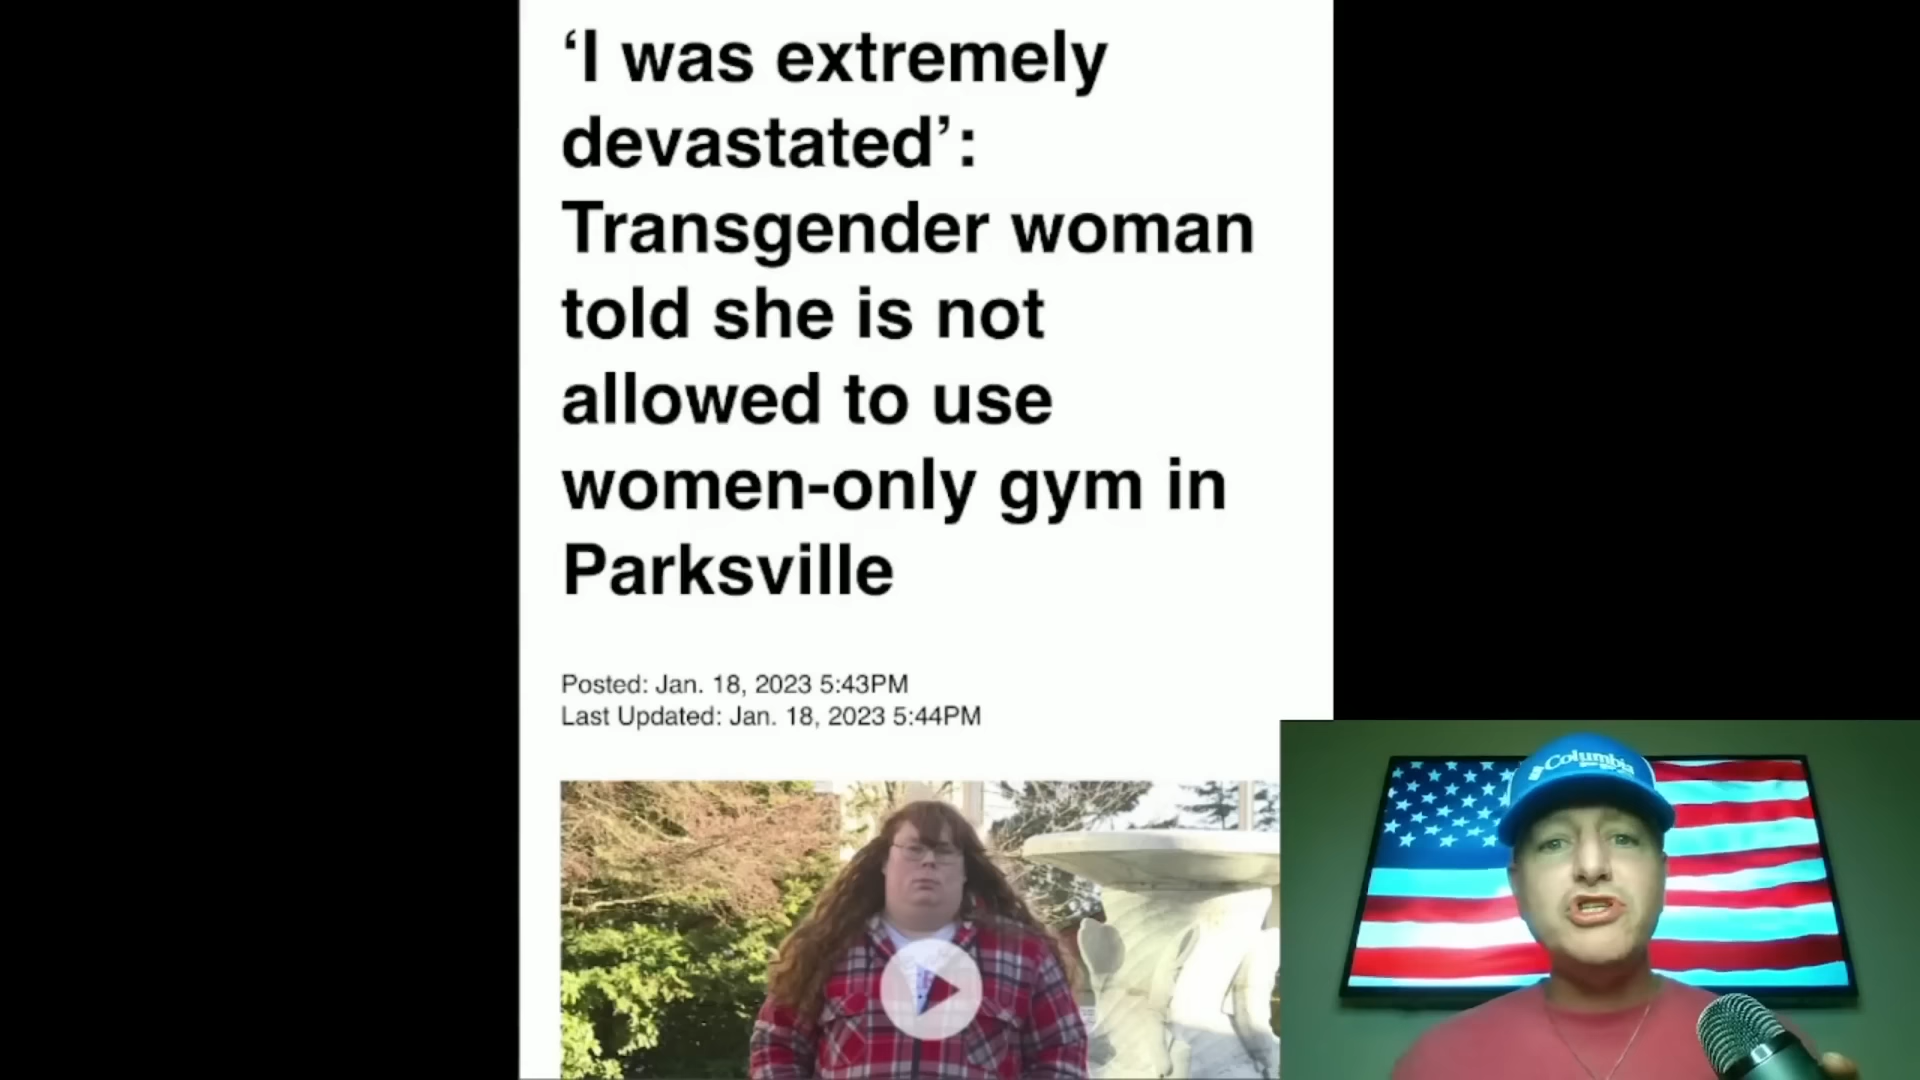 ‘I was extremely
devastated’:
Transgender woman
told she is not
allowed to use
women-only gym in
Parksville
Posted: Jan. 18, 2023 5:43PM
Last Updated: Jan. 18, 2023 5:44PM
Columbia